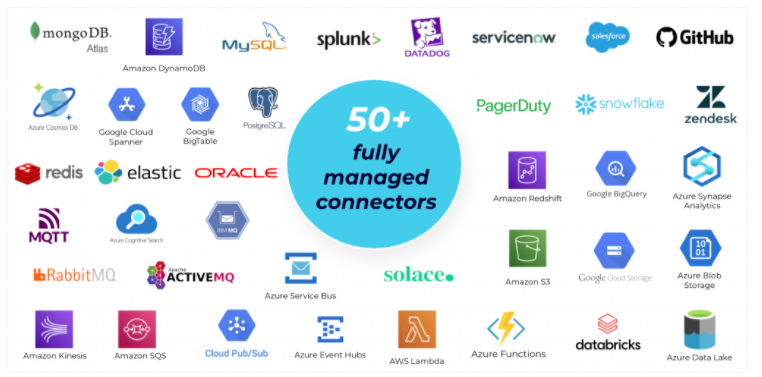 mongoDB.
Atlas
Amazon DynamoDB
MySQL
splunk>
DATADOG
servicenow
salesforce
GitHub
Azure Cosmos DB
Google Cloud
Spanner
Google
BigTable
PostgreSQL
50+
fully
managed
connectors
PagerDuty
snowflake
zendesk
redis
elastic
ORACLE
Amazon Redshift
Google BigQuery
Azure Synapse
Analytics
MQTT
Azure Cognitive Search
IBM MQ
RabbitMQ
Apache
ACTIVEMQ
Azure Service Bus
solace.
Amazon S3
Google Cloud Storage
10
01
Azure Blob
Storage
Amazon Kinesis
Amazon SQS
Cloud Pub/Sub
Azure Event Hubs
AWS Lambda
Azure Functions
databricks
Azure Data Lake